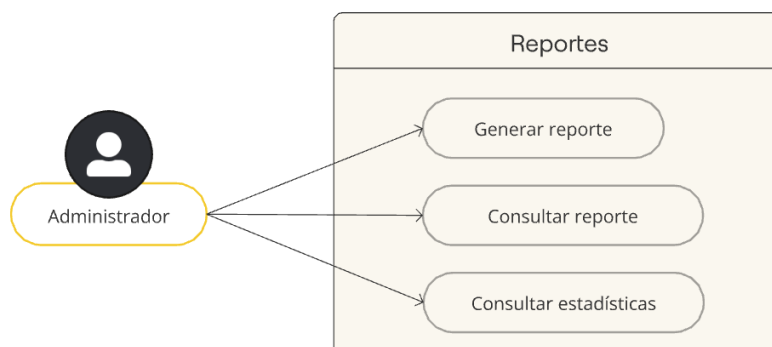 Reportes
Generar reporte
Administrador
Consultar reporte
Consultar estadísticas